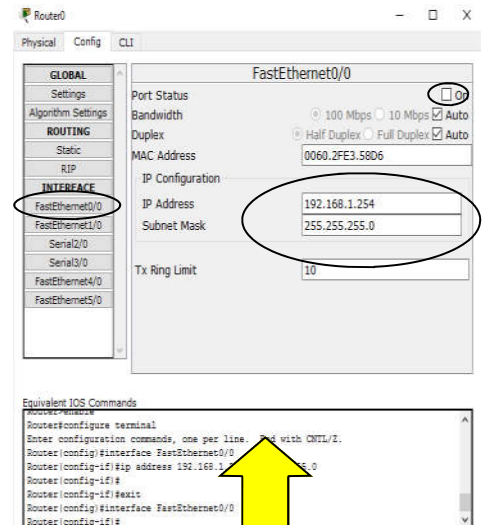 Router0
Physical Config CLI
GLOBAL
Settings
Algorithm Settings
ROUTING
Static
RIP
INTERFACE
FastEthernet0/0
FastEthernet1/0
Serial2/0
Serial3/0
FastEthernet4/0
FastEthernet5/0
FastEthernet0/0
Port Status On
Bandwidth 100 Mbps 10 Mbps Auto
Duplex Half Duplex Full Duplex Auto
MAC Address 0060.2FE3.58D6
IP Configuration
IP Address 192.168.1.254
Subnet Mask 255.255.255.0
Tx Ring Limit 10
Equivalent IOS Commands
Router>enable
Router#configure terminal
Enter configuration commands, one per line. End with CNTL/Z.
Router(config)#interface FastEthernet0/0
Router(config-if)#ip address 192.168.1.
Router(config-if)#
Router(config-if)#exit
Router(config)#interface FastEthernet0/0
Router(config-if)#